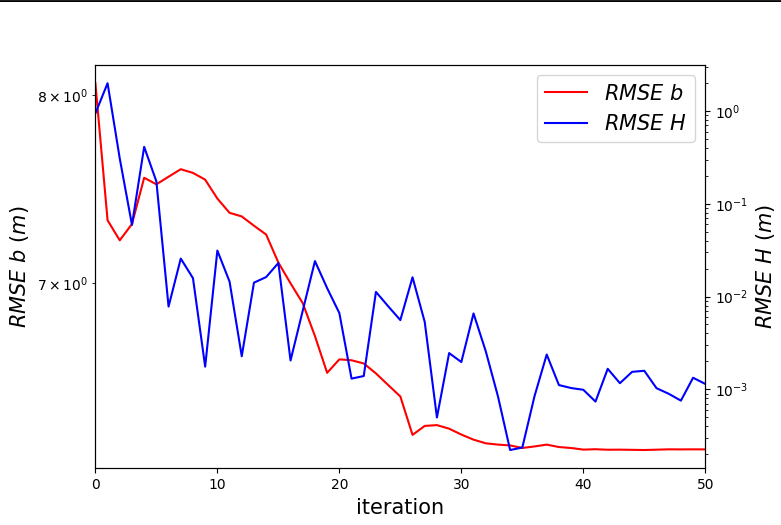 RMSE b
RMSE H
8 × 10⁰
7 × 10⁰
RMSE b (m)
10⁰
10⁻¹
10⁻²
10⁻³
RMSE H (m)
0 10 20 30 40 50
iteration